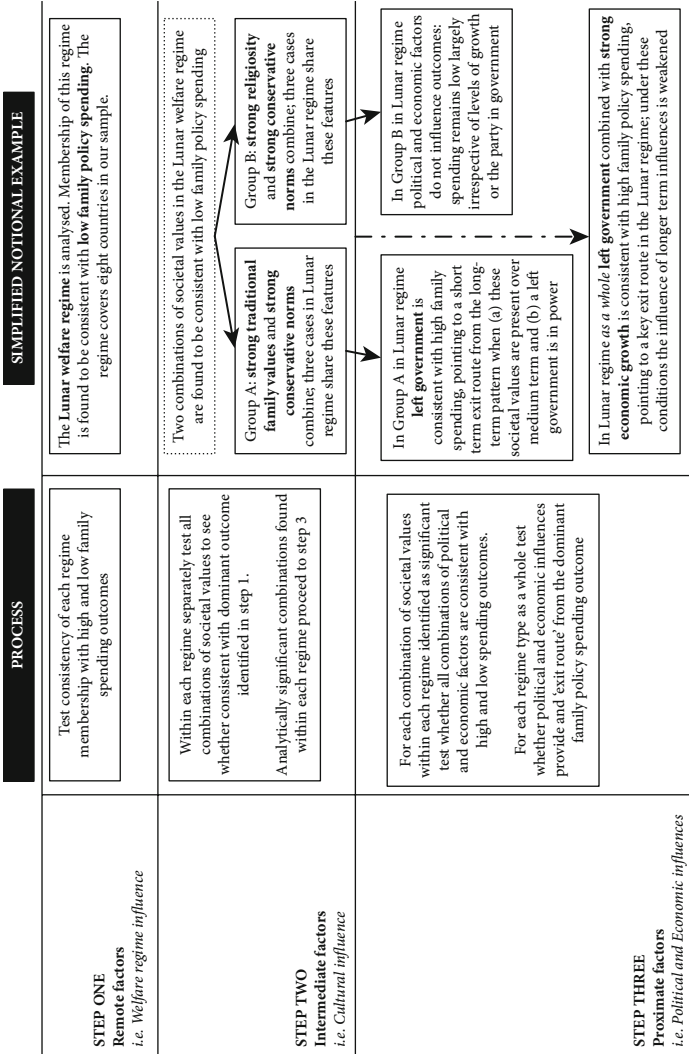 PROCESS
SIMPLIFIED NOTIONAL EXAMPLE
STEP ONE
Remote factors
i.e. Welfare regime influence
Test consistency of each regime
membership with high and low family
spending outcomes
The Lunar welfare regime is analysed. Membership of this regime
is found to be consistent with low family policy spending. The
regime covers eight countries in our sample.
STEP TWO
Intermediate factors
i.e. Cultural influence
Within each regime separately test all
combinations of societal values to see
whether consistent with dominant outcome
identified in step 1.
Analytically significant combinations found
within each regime proceed to step 3
Two combinations of societal values in the Lunar welfare regime
are found to be consistent with low family policy spending
Group A: strong traditional
family values and strong
conservative norms
combine; three cases in Lunar
regime share these features
Group B: strong religiosity
and strong conservative
norms combine; three cases
in the Lunar regime share
these features
STEP THREE
Proximate factors
i.e. Political and Economic influences
For each combination of societal values
within each regime identified as significant
test whether all combinations of political
and economic factors are consistent with
high and low spending outcomes.
For each regime type as a whole test
whether political and economic influences
provide and 'exit route' from the dominant
family policy spending outcome
In Group A in Lunar regime
left government is
consistent with high family
spending, pointing to a short
term exit route from the long-
term pattern when (a) these
societal values are present over
medium term and (b) a left
government is in power
In Group B in Lunar regime
political and economic factors
do not influence outcomes:
spending remains low largely
irrespective of levels of growth
or the party in government
In Lunar regime as a whole left government combined with strong
economic growth is consistent with high family policy spending,
pointing to a key exit route in the Lunar regime; under these
conditions the influence of longer term influences is weakened